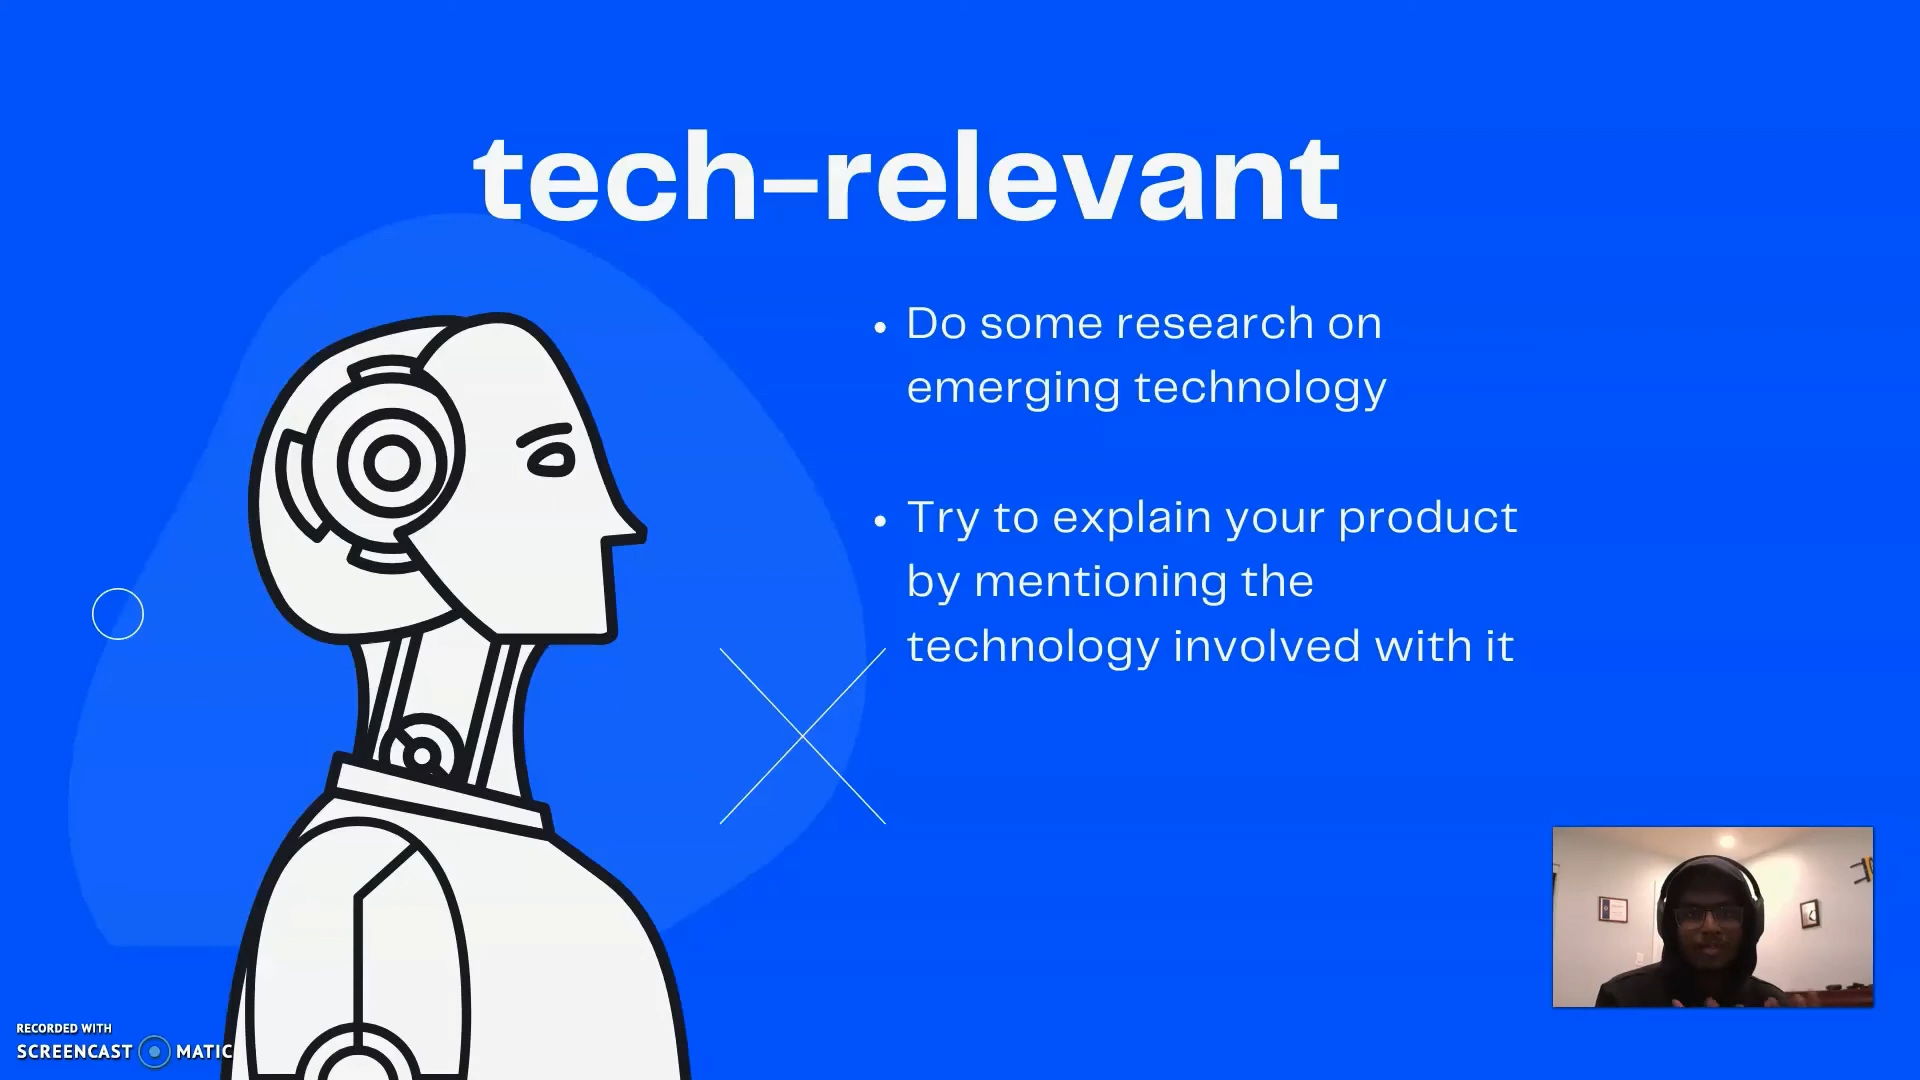 tech-relevant
• Do some research on
emerging technology
• Try to explain your product
by mentioning the
technology involved with it
RECORDED WITH
SCREENCAST MATIC